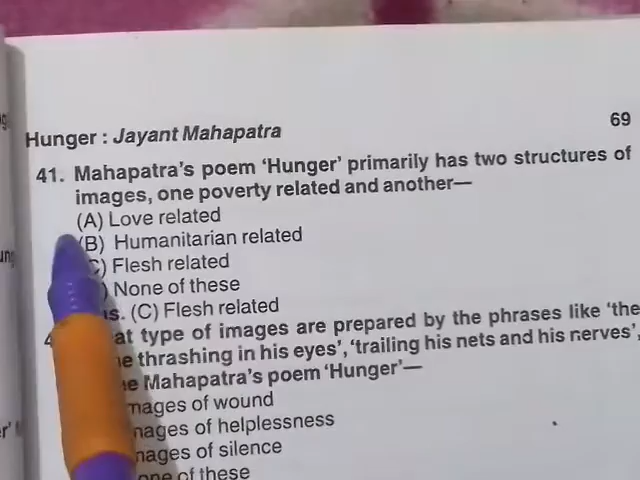 Hunger : Jayant Mahapatra 69
41. Mahapatra's poem 'Hunger' primarily has two structures of
images, one poverty related and another—
(A) Love related
(B) Humanitarian related
C) Flesh related
) None of these
s. (C) Flesh related
4 at type of images are prepared by the phrases like 'the
e thrashing in his eyes', 'trailing his nets and his nerves',
e Mahapatra's poem 'Hunger'—
mages of wound
mages of helplessness
nages of silence
one of these